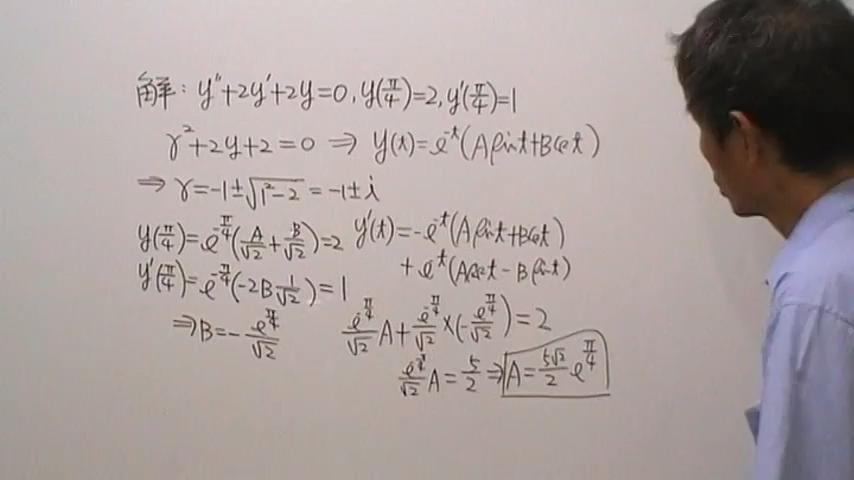 解: y''+2y'+2y=0, y(π/4)=2, y'(π/4)=1
r²+2y+2=0 ⇒ y(t)=e^{-t}(A sin t+B cos t)
⇒ r=-1±√(1²-2)=-1±i
y(π/4)=e^{-π/4}(A/√2+B/√2)=2 y'(t)=-e^{-t}(A sin t+B cos t)
+e^{-t}(A cos t-B sin t)
y'(π/4)=e^{-π/4}(-2B 1/√2)=1
⇒B=-e^{π/4}/√2
e^{-π/4}/√2 A+e^{-π/4}/√2×(-e^{π/4}/√2)=2
e^{-π/4}/√2 A=5/2 ⇒ A=5√2/2 e^{π/4}